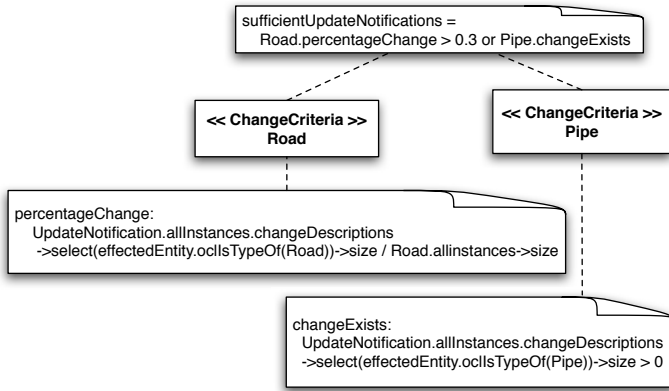 sufficientUpdateNotifications =
Road.percentageChange > 0.3 or Pipe.changeExists
<< ChangeCriteria >>
Road
<< ChangeCriteria >>
Pipe
percentageChange:
UpdateNotification.allInstances.changeDescriptions
->select(effectedEntity.oclIsTypeOf(Road))->size / Road.allinstances->size
changeExists:
UpdateNotification.allInstances.changeDescriptions
->select(effectedEntity.oclIsTypeOf(Pipe))->size > 0